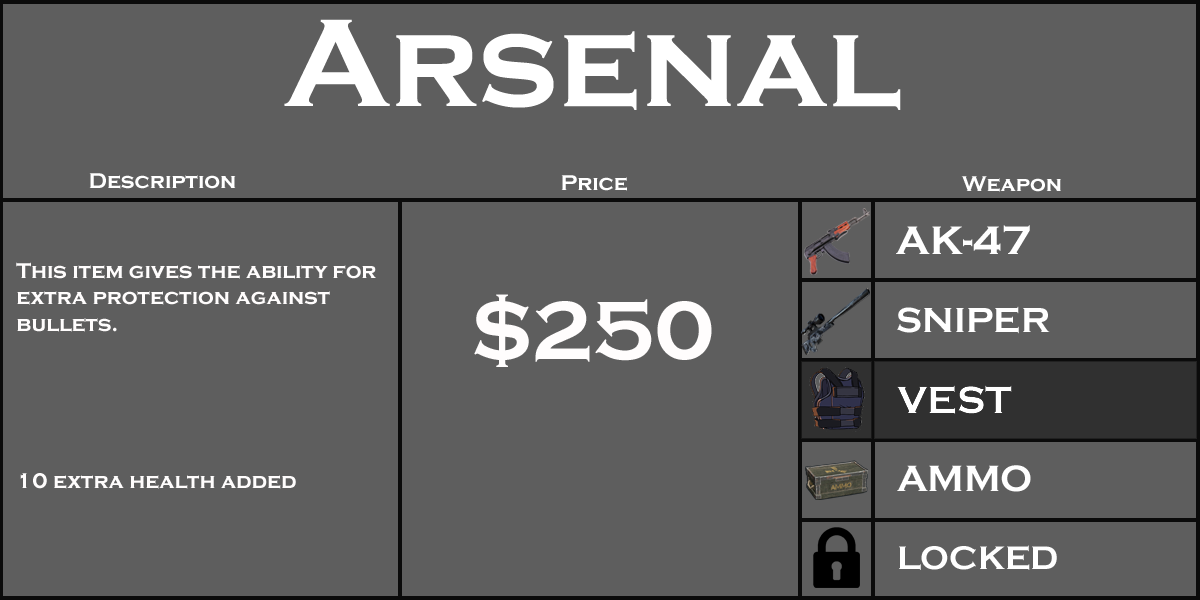 ARSENAL
DESCRIPTION
PRICE
WEAPON
THIS ITEM GIVES THE ABILITY FOR
EXTRA PROTECTION AGAINST
BULLETS.
10 EXTRA HEALTH ADDED
$250
AK-47
SNIPER
VEST
AMMO
AMMO
LOCKED